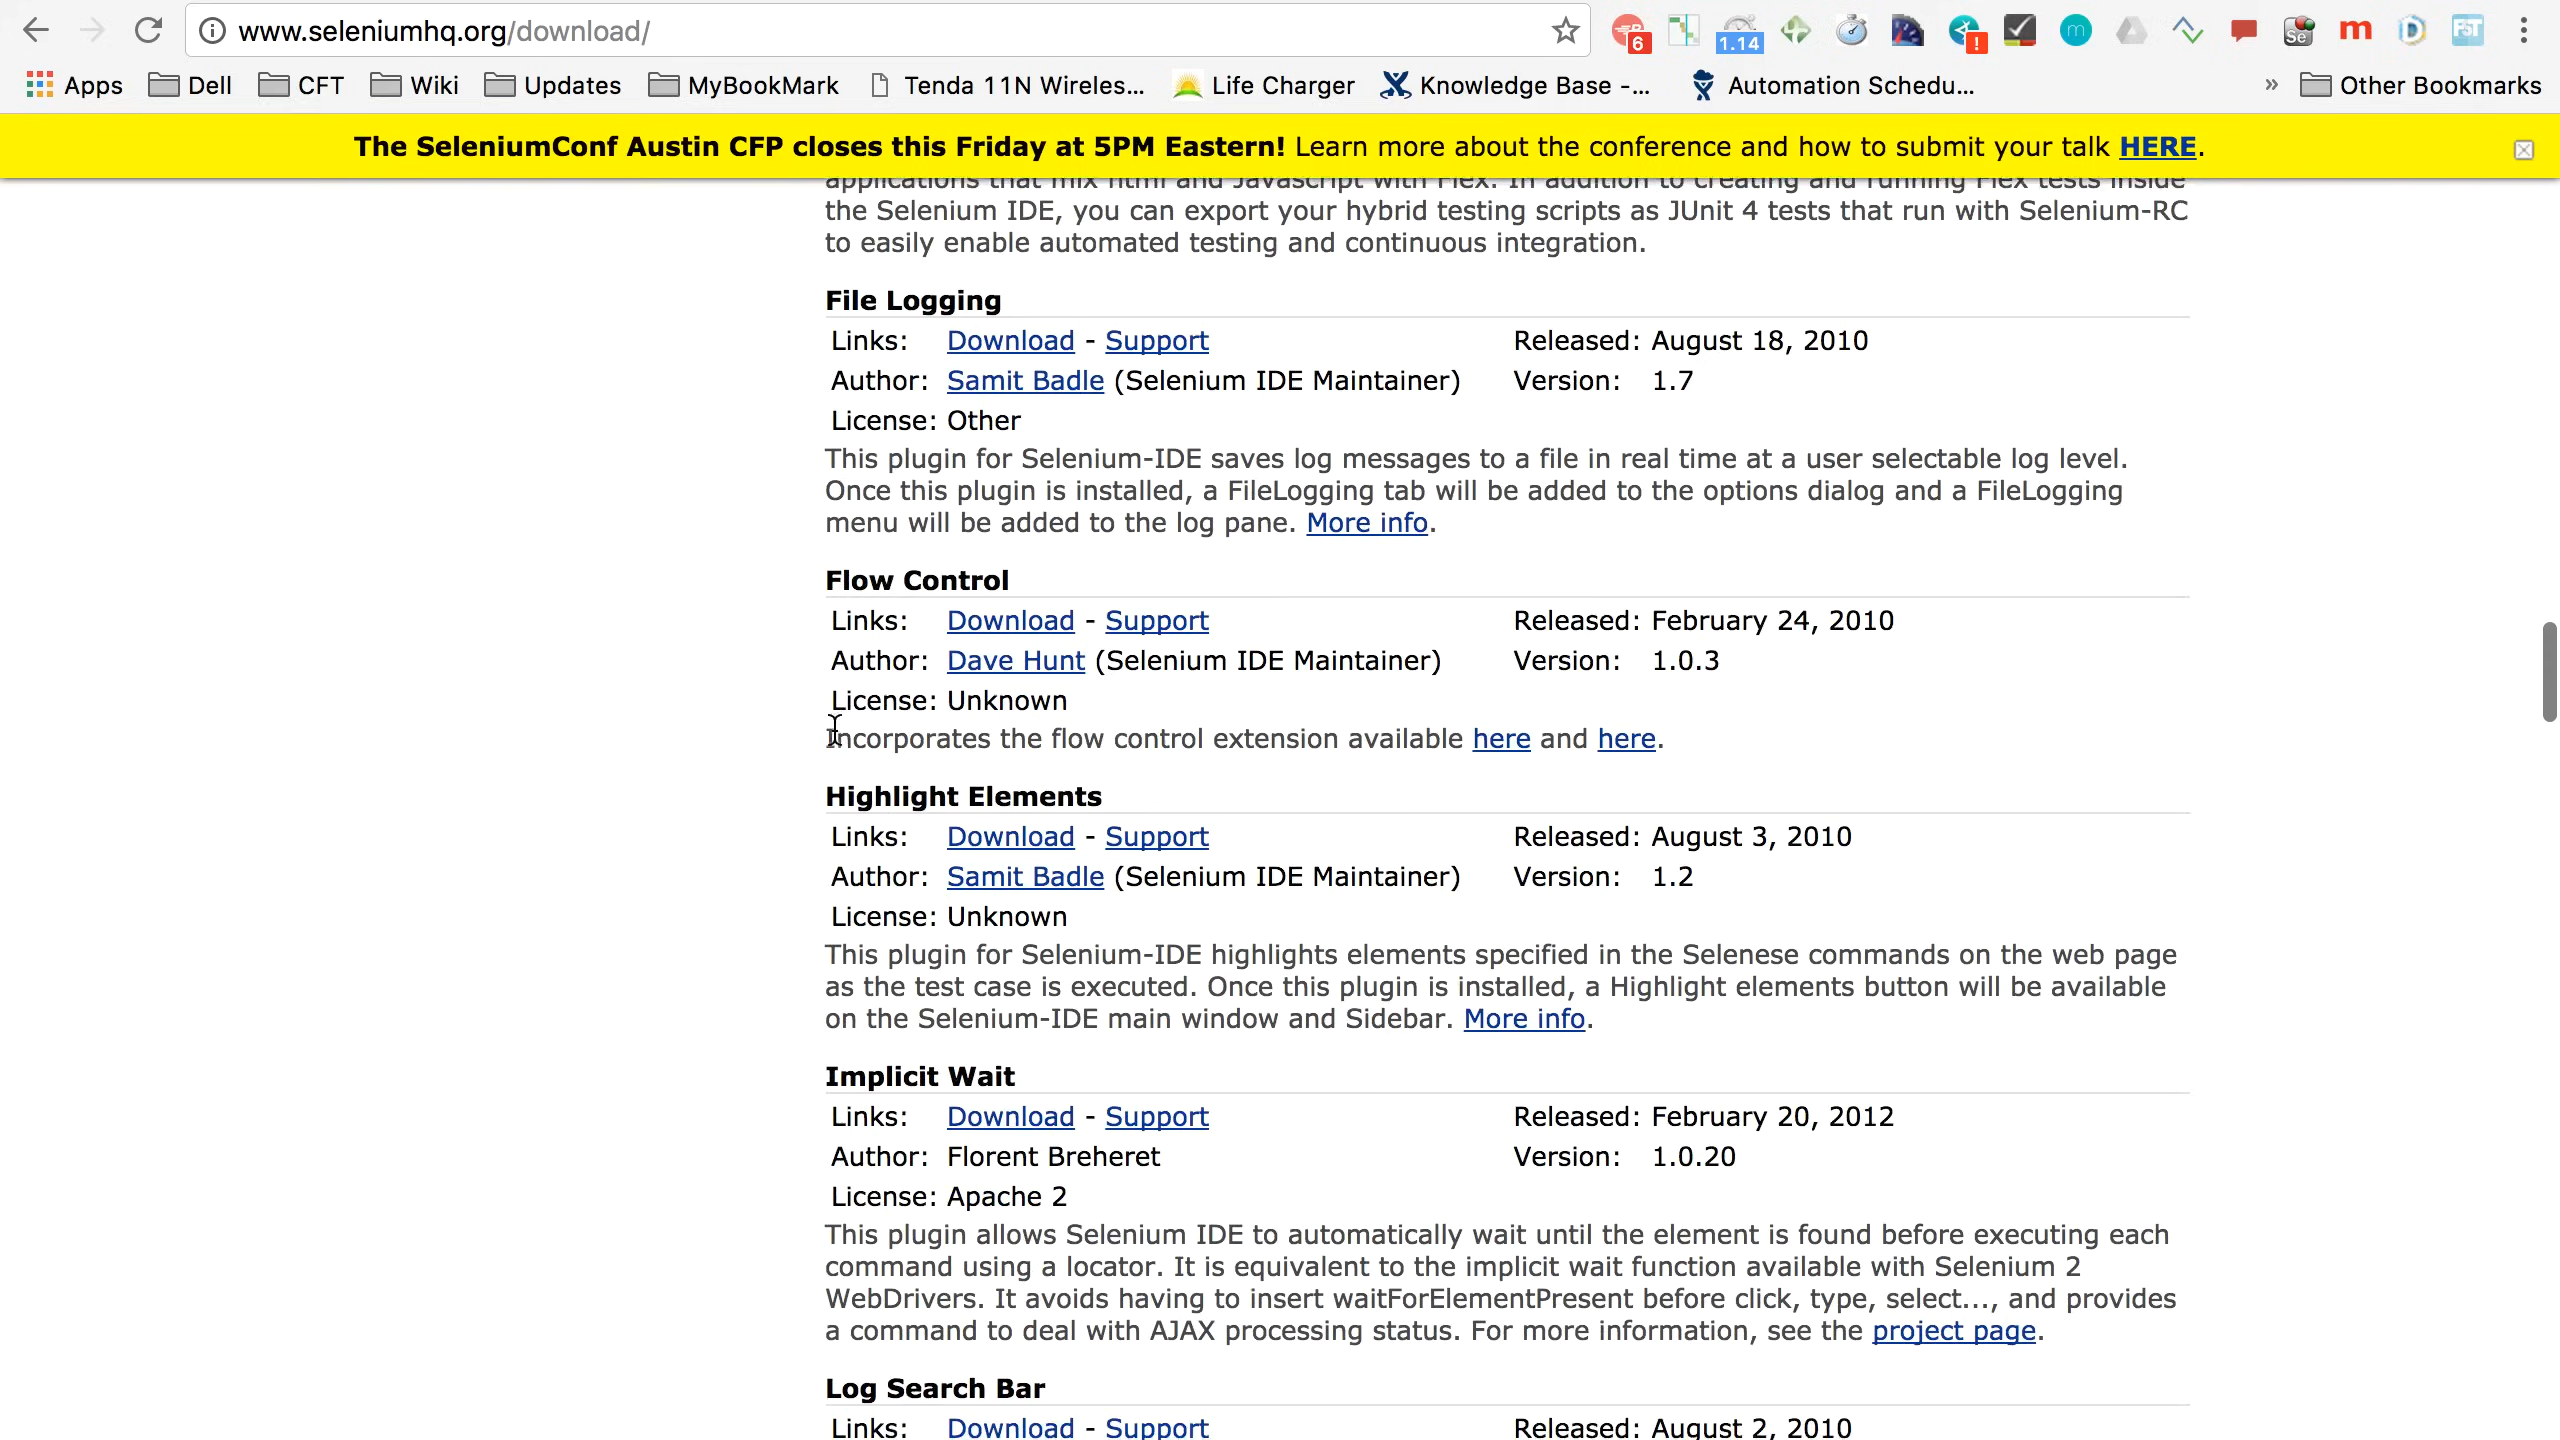 www.seleniumhq.org/download/
6
1.14
!
m
Se
m
D
FST
Apps Dell CFT Wiki Updates MyBookMark Tenda 11N Wireles... Life Charger Knowledge Base -... Automation Schedu... » Other Bookmarks
The SeleniumConf Austin CFP closes this Friday at 5PM Eastern! Learn more about the conference and how to submit your talk HERE.
applications that mix html and Javascript with Flex. In addition to creating and running Flex tests inside
the Selenium IDE, you can export your hybrid testing scripts as JUnit 4 tests that run with Selenium-RC
to easily enable automated testing and continuous integration.
File Logging
Links: Download - Support Released: August 18, 2010
Author: Samit Badle (Selenium IDE Maintainer) Version: 1.7
License: Other
This plugin for Selenium-IDE saves log messages to a file in real time at a user selectable log level.
Once this plugin is installed, a FileLogging tab will be added to the options dialog and a FileLogging
menu will be added to the log pane. More info.
Flow Control
Links: Download - Support Released: February 24, 2010
Author: Dave Hunt (Selenium IDE Maintainer) Version: 1.0.3
License: Unknown
Incorporates the flow control extension available here and here.
Highlight Elements
Links: Download - Support Released: August 3, 2010
Author: Samit Badle (Selenium IDE Maintainer) Version: 1.2
License: Unknown
This plugin for Selenium-IDE highlights elements specified in the Selenese commands on the web page
as the test case is executed. Once this plugin is installed, a Highlight elements button will be available
on the Selenium-IDE main window and Sidebar. More info.
Implicit Wait
Links: Download - Support Released: February 20, 2012
Author: Florent Breheret Version: 1.0.20
License: Apache 2
This plugin allows Selenium IDE to automatically wait until the element is found before executing each
command using a locator. It is equivalent to the implicit wait function available with Selenium 2
WebDrivers. It avoids having to insert waitForElementPresent before click, type, select..., and provides
a command to deal with AJAX processing status. For more information, see the project page.
Log Search Bar
Links: Download - Support Released: August 2, 2010